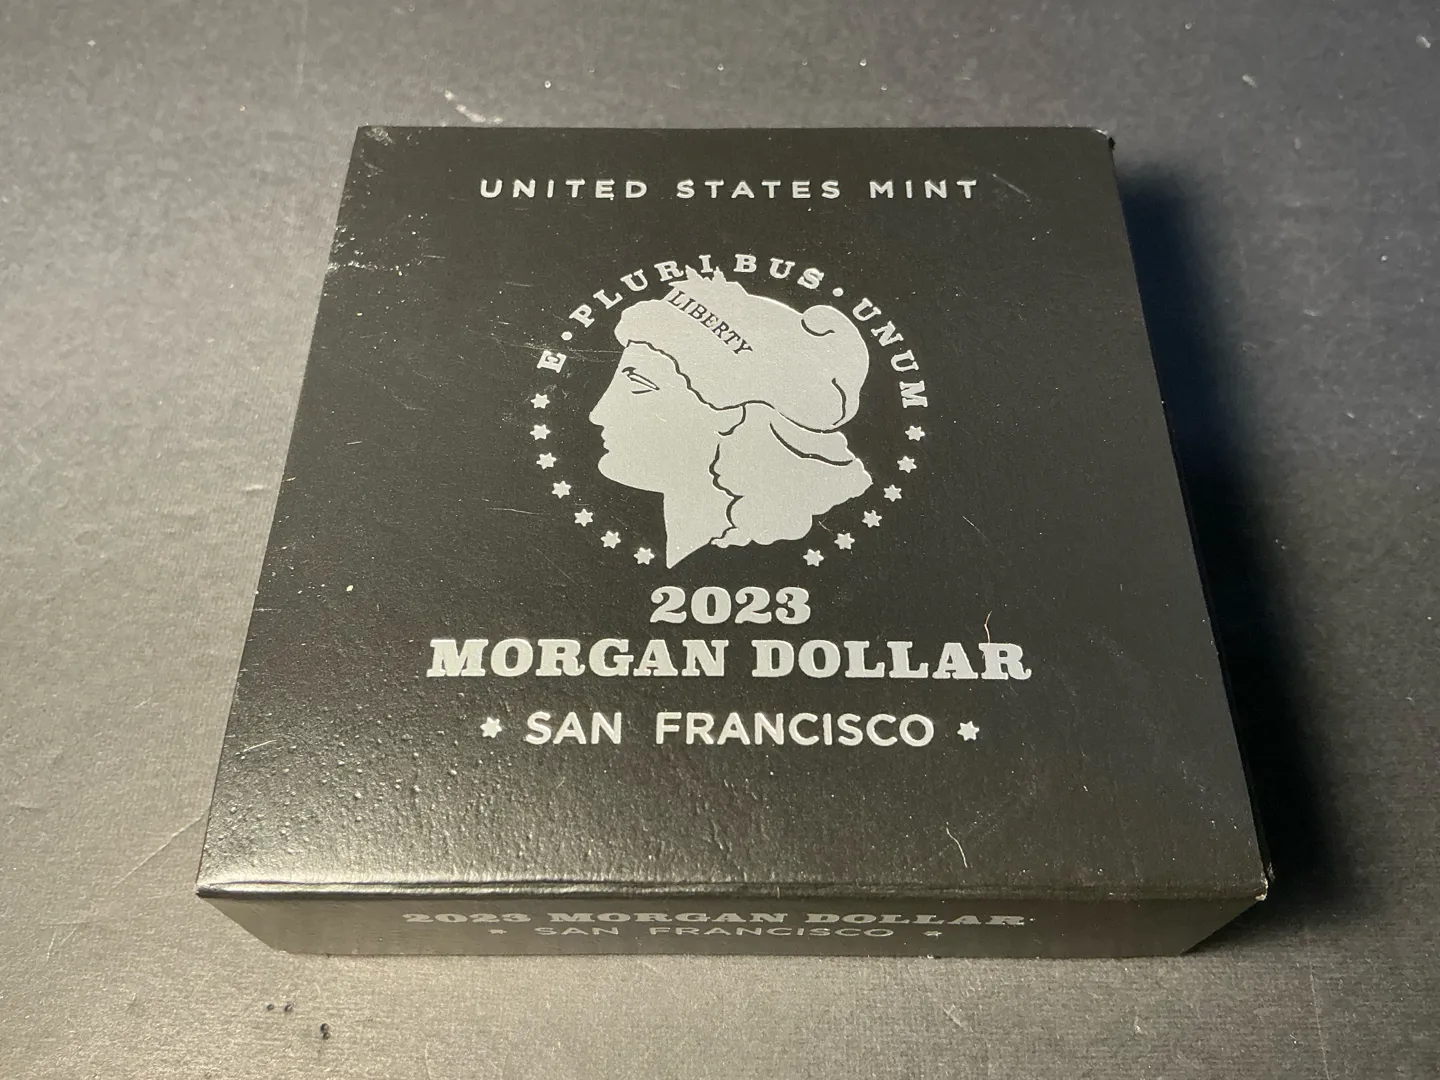 UNITED STATES MINT
E · PLURIBUS · UNUM
LIBERTY
2023
MORGAN DOLLAR
SAN FRANCISCO
2023 MORGAN DOLLAR
SAN FRANCISCO